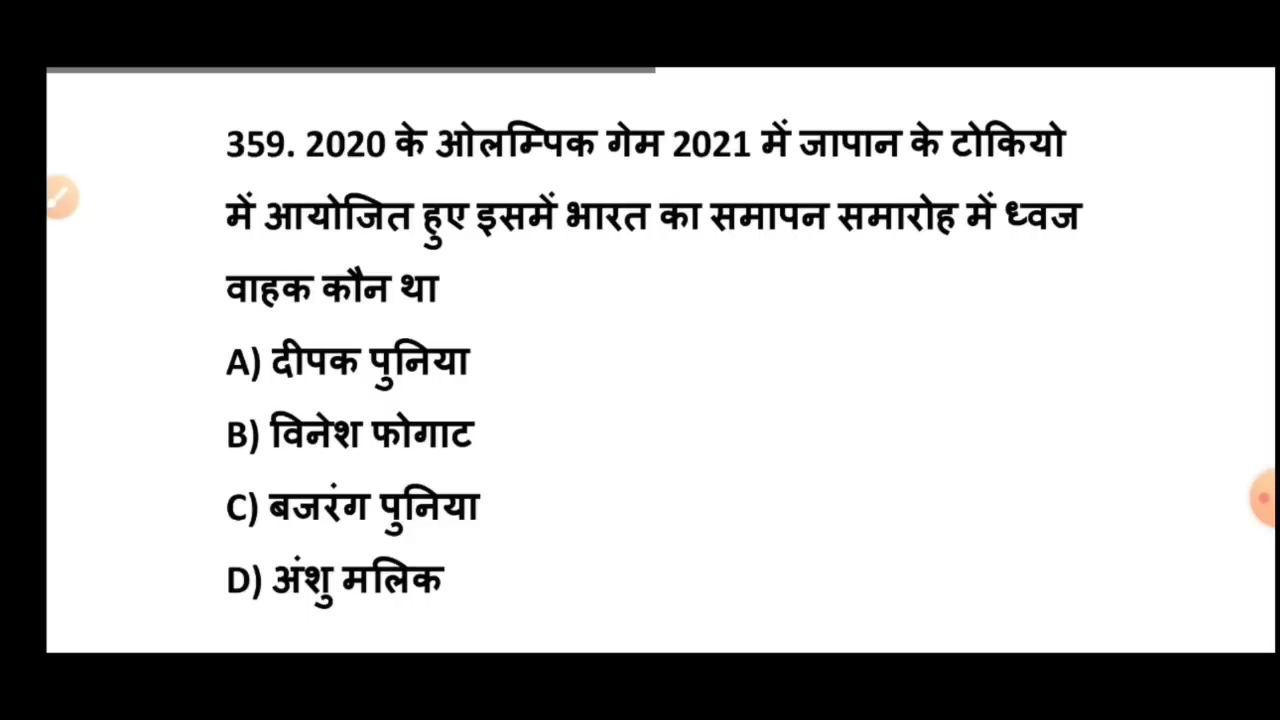 359. 2020 के ओलम्पिक गेम 2021 में जापान के टोकियो
में आयोजित हुए इसमें भारत का समापन समारोह में ध्वज
वाहक कौन था
A) दीपक पुनिया
B) विनेश फोगाट
C) बजरंग पुनिया
D) अंशु मलिक